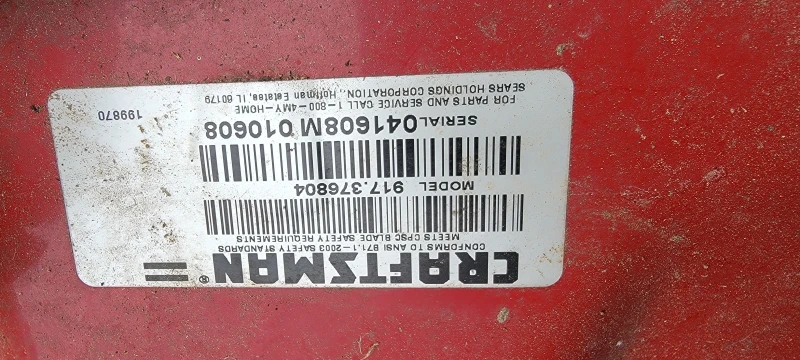 CRAFTSMAN®
CONFORMS TO ANSI B71.1-2003 SAFETY STANDARDS
MEETS CPSC BLADE SAFETY REQUIREMENTS
MODEL 917.376804
SERIAL 041608M 010608
FOR PARTS AND SERVICE CALL 1-800-4MY-HOME
SEARS HOLDINGS CORPORATION., Hoffman Estates, IL 60179
199870